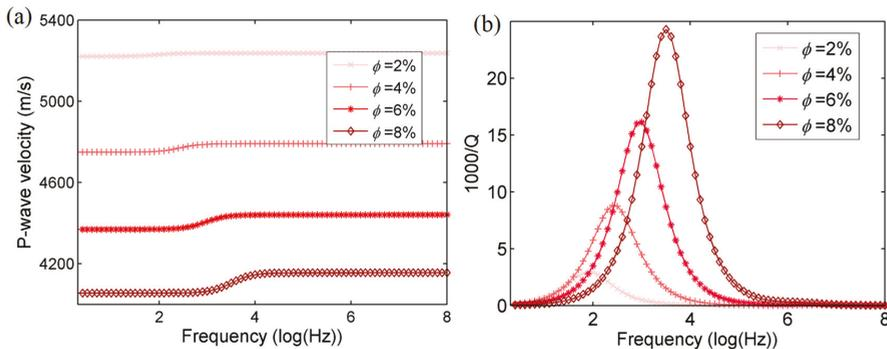 (a)
5400
5000
4600
4200
P-wave velocity (m/s)
2
4
6
8
Frequency (log(Hz))
ϕ=2%
ϕ=4%
ϕ=6%
ϕ=8%
(b)
20
15
10
5
0
1000/Q
2
4
6
8
Frequency (log(Hz))
ϕ=2%
ϕ=4%
ϕ=6%
ϕ=8%